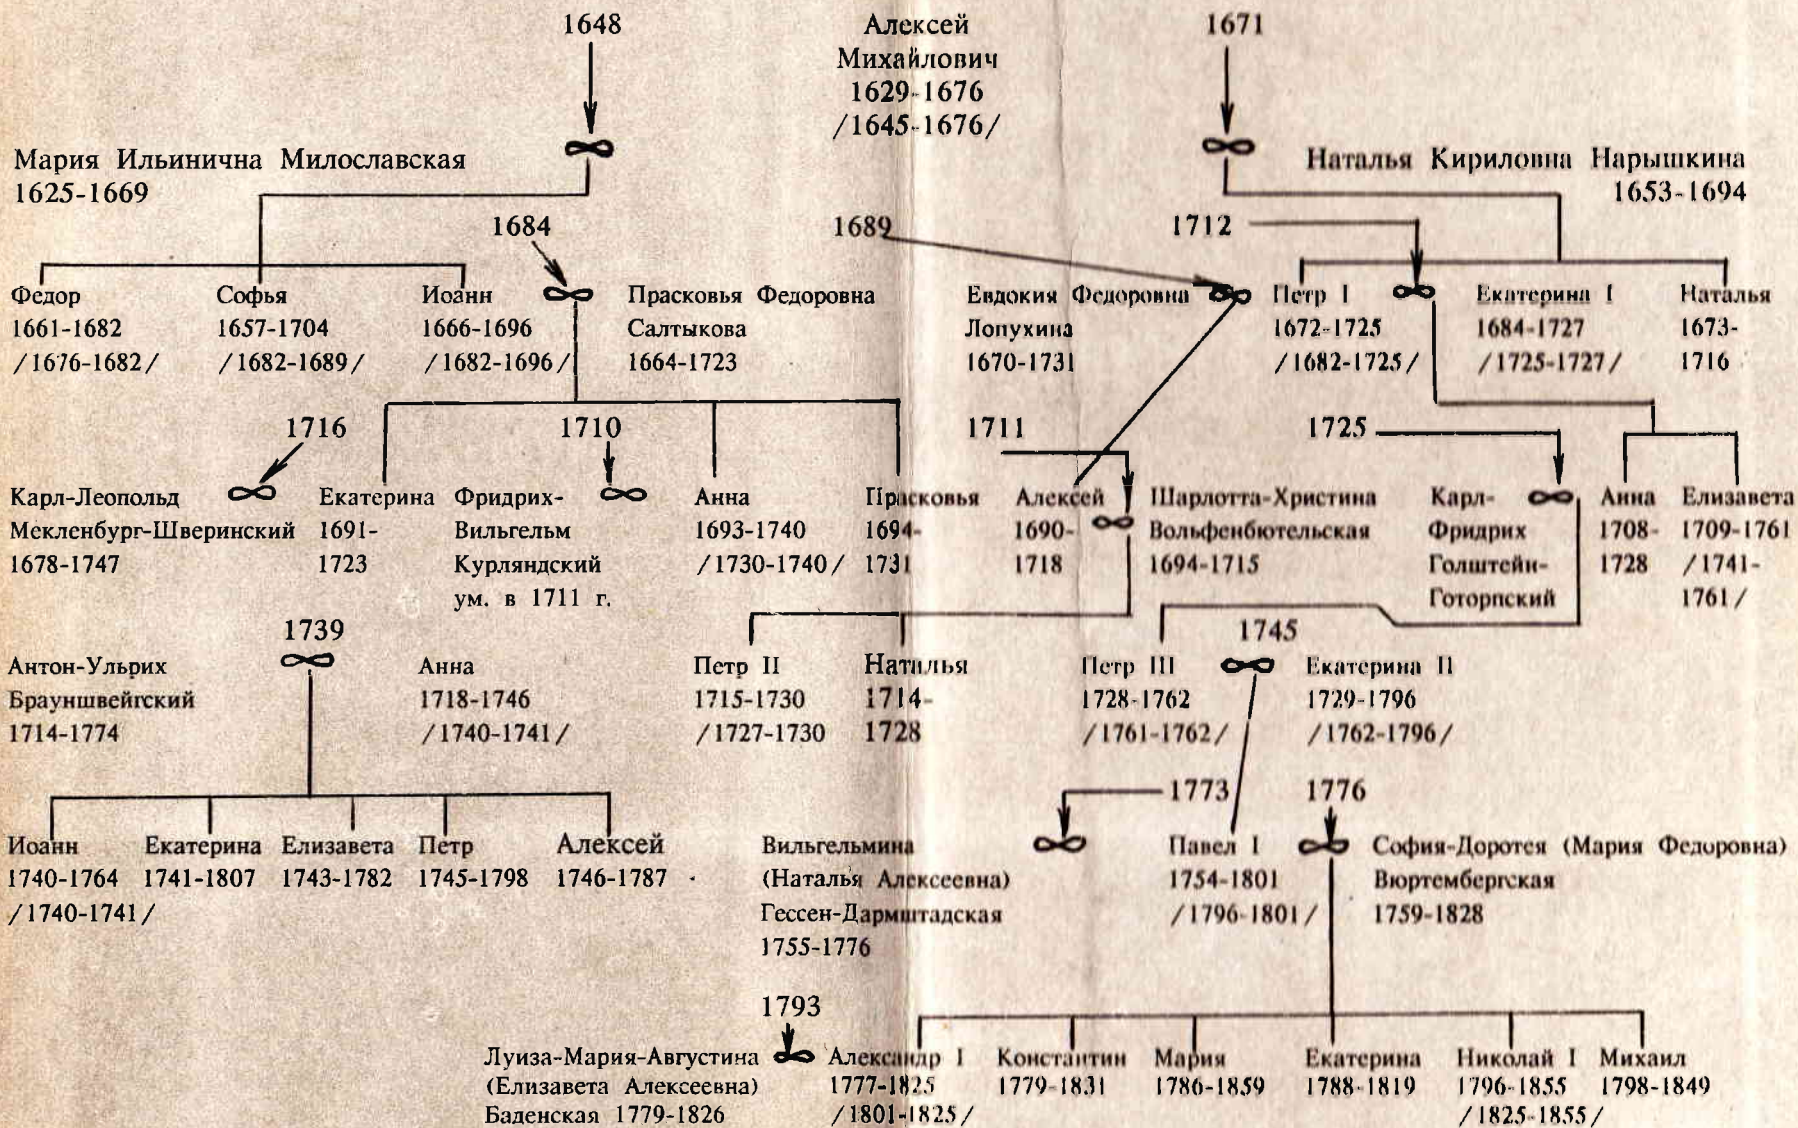 1648
Алексей
Михайлович
1629-1676
/1645-1676/
1671
Мария Ильинична Милославская
1625-1669
Наталья Кириловна Нарышкина
1653-1694
1684
1689
1712
Федор
1661-1682
/1676-1682/
Софья
1657-1704
/1682-1689/
Иоанн
1666-1696
/1682-1696/
Прасковья Федоровна
Салтыкова
1664-1723
Евдокия Федоровна
Лопухина
1670-1731
Петр I
1672-1725
/1682-1725/
Екатерина I
1684-1727
/1725-1727/
Наталья
1673-
1716
1716
1710
1711
1725
Карл-Леопольд
Мекленбург-Шверинский
1678-1747
Екатерина
1691-
1723
Фридрих-
Вильгельм
Курляндский
ум. в 1711 г.
Анна
1693-1740
/1730-1740/
Прасковья
1694-
1731
Алексей
1690-
1718
Шарлотта-Христина
Вольфенбютельская
1694-1715
Карл-
Фридрих
Голштейн-
Готорпский
Анна
1708-
1728
Елизавета
1709-1761
/1741-
1761/
1739
1745
Антон-Ульрих
Брауншвейгский
1714-1774
Анна
1718-1746
/1740-1741/
Петр II
1715-1730
/1727-1730
Наталья
1714-
1728
Петр III
1728-1762
/1761-1762/
Екатерина II
1729-1796
/1762-1796/
1773
1776
Иоанн
1740-1764
/1740-1741/
Екатерина
1741-1807
Елизавета
1743-1782
Петр
1745-1798
Алексей
1746-1787
Вильгельмина
(Наталья Алексеевна)
Гессен-Дармштадская
1755-1776
Павел I
1754-1801
/1796-1801/
София-Доротея (Мария Федоровна)
Вюртембергская
1759-1828
1793
Луиза-Мария-Августина
(Елизавета Алексеевна)
Баденская 1779-1826
Александр I
1777-1825
/1801-1825/
Константин
1779-1831
Мария
1786-1859
Екатерина
1788-1819
Николай I
1796-1855
/1825-1855/
Михаил
1798-1849